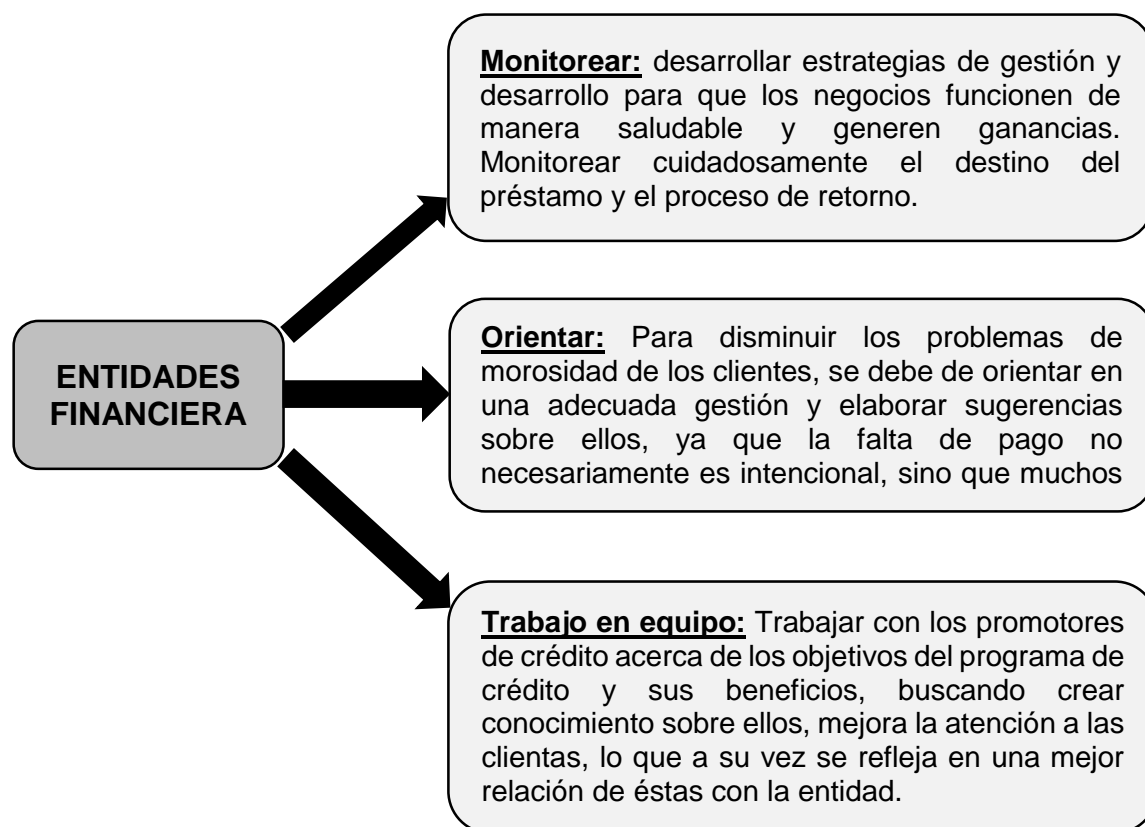 Monitorear: desarrollar estrategias de gestión y
desarrollo para que los negocios funcionen de
manera saludable y generen ganancias.
Monitorear cuidadosamente el destino del
préstamo y el proceso de retorno.
ENTIDADES
FINANCIERA
Orientar: Para disminuir los problemas de
morosidad de los clientes, se debe de orientar en
una adecuada gestión y elaborar sugerencias
sobre ellos, ya que la falta de pago no
necesariamente es intencional, sino que muchos
Trabajo en equipo: Trabajar con los promotores
de crédito acerca de los objetivos del programa de
crédito y sus beneficios, buscando crear
conocimiento sobre ellos, mejora la atención a las
clientas, lo que a su vez se refleja en una mejor
relación de éstas con la entidad.